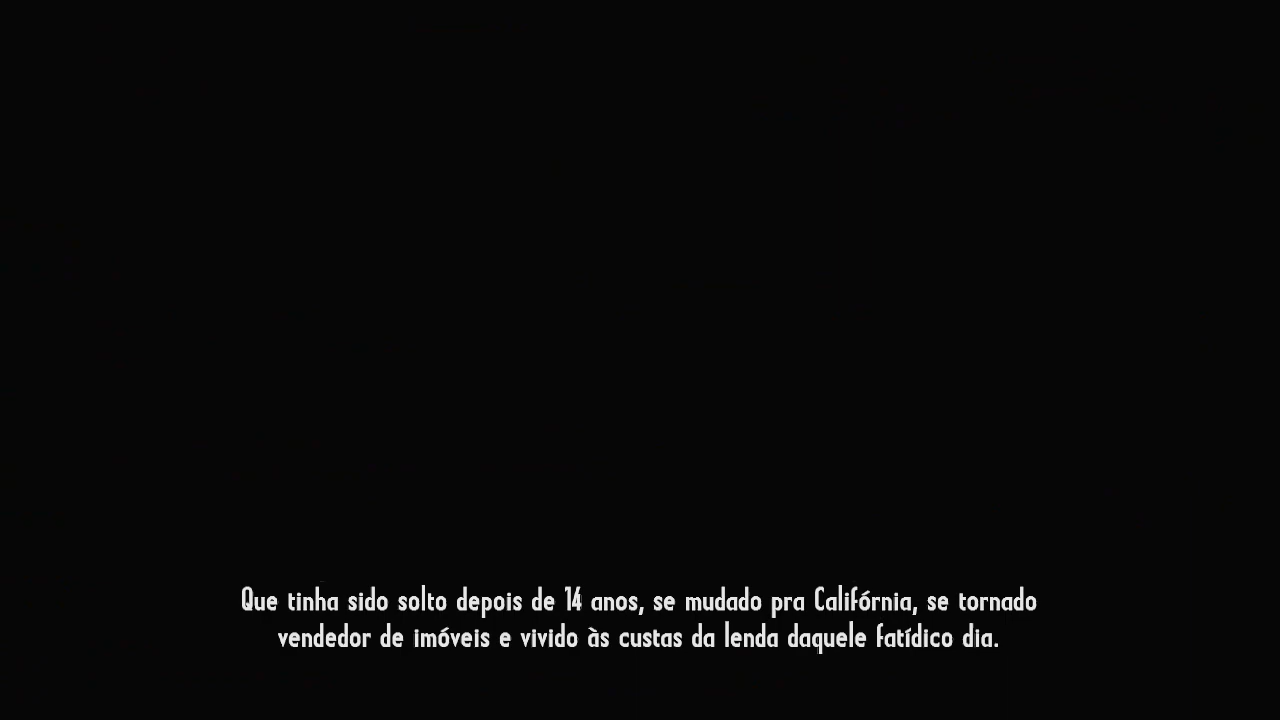 Que tinha sido solto depois de 14 anos, se mudado pra Califórnia, se tornado
vendedor de imóveis e vivido às custas da lenda daquele fatídico dia.